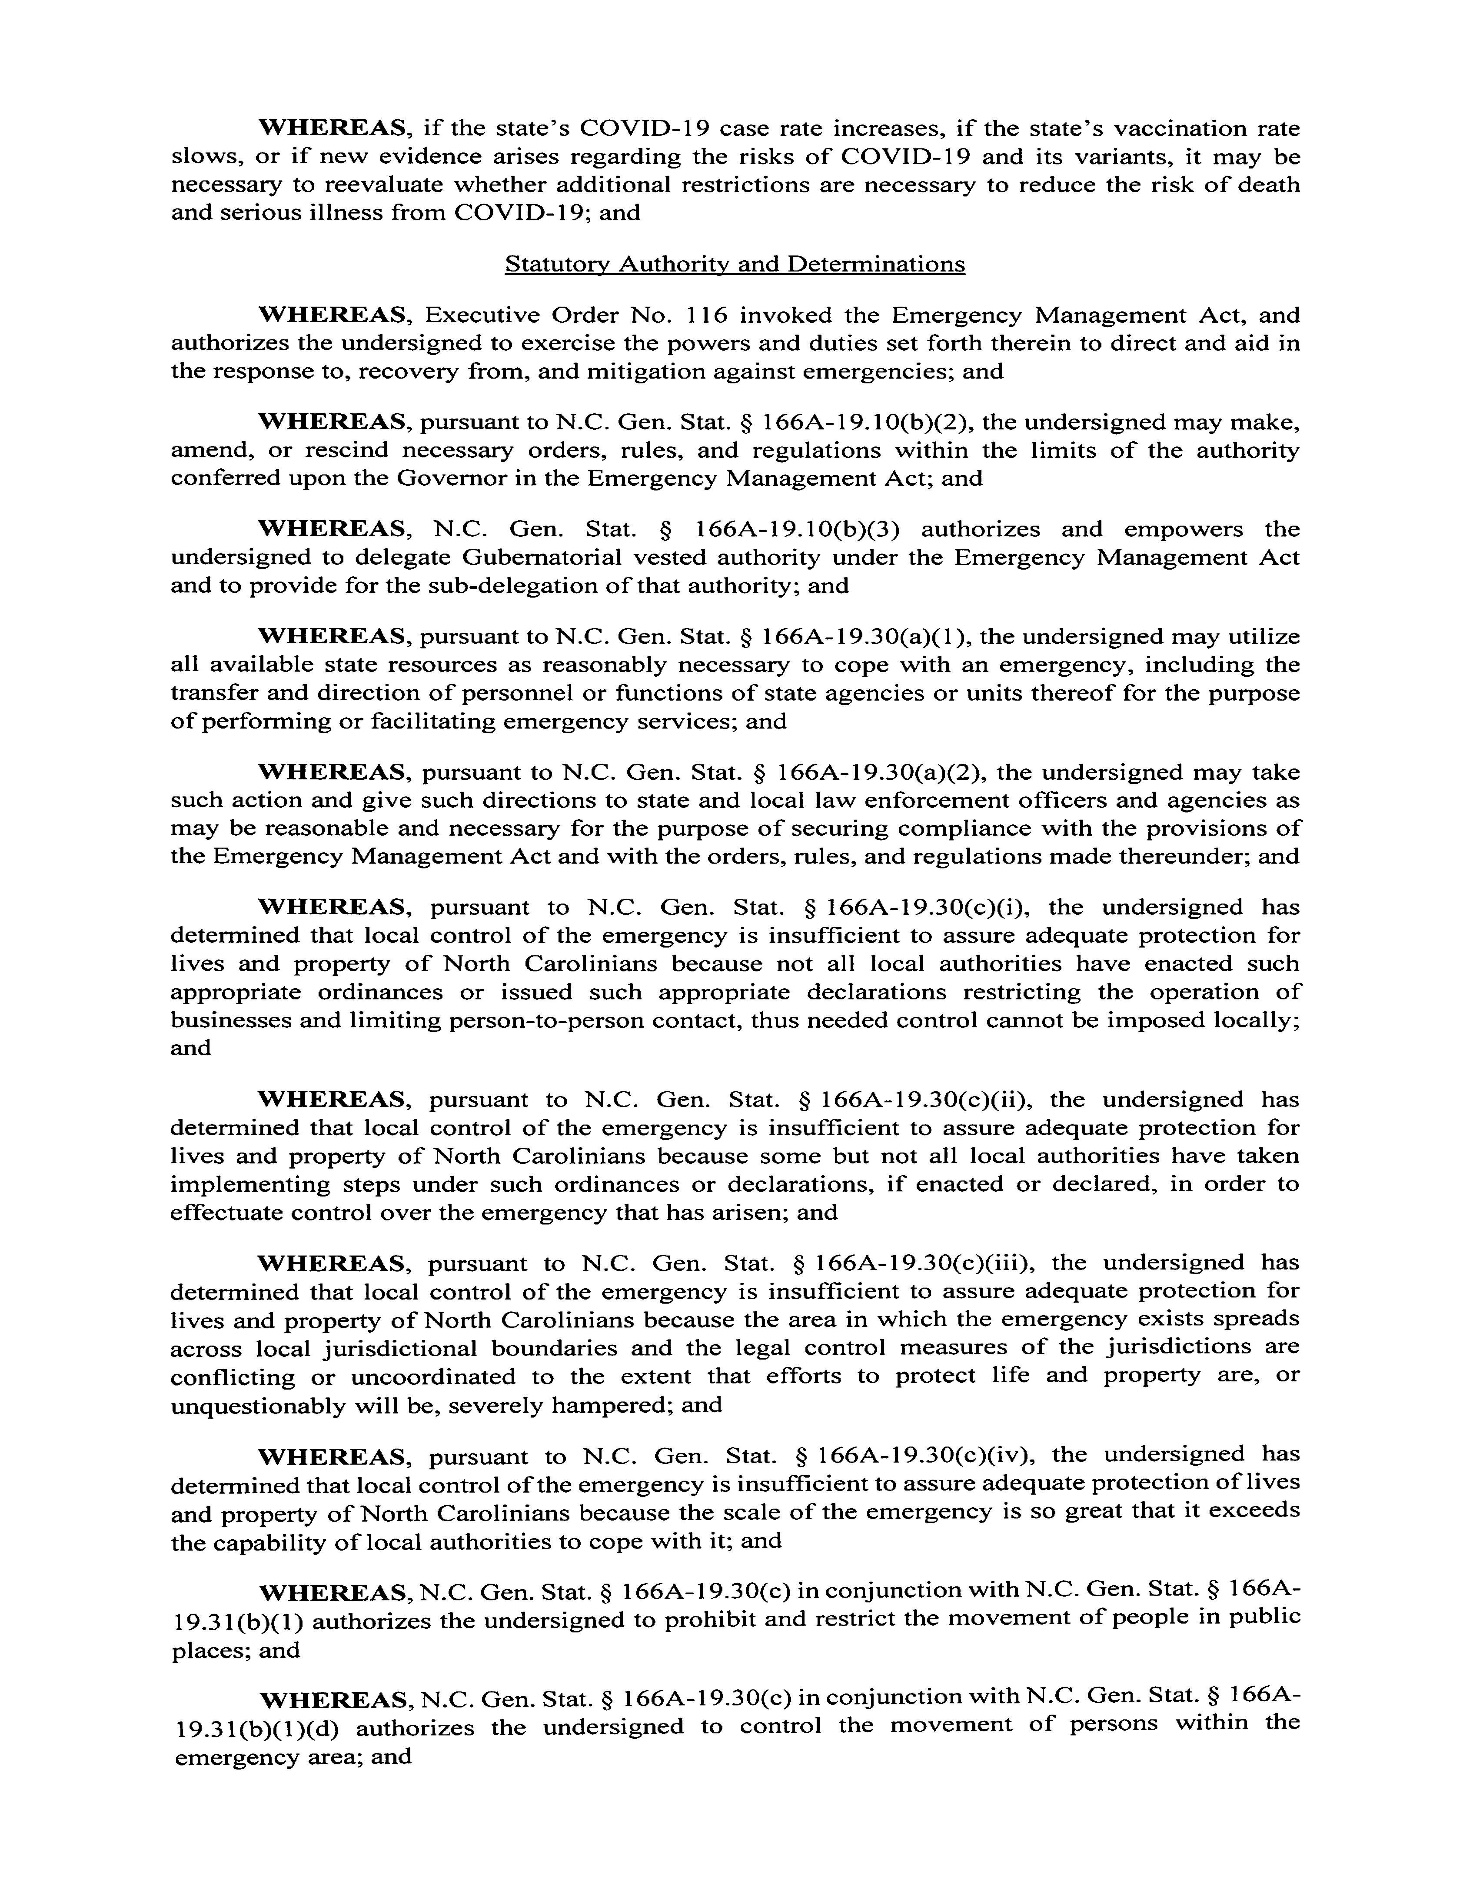 WHEREAS, if the state's COVID-19 case rate increases, if the state's vaccination rate
slows, or if new evidence arises regarding the risks of COVID-19 and its variants, it may be
necessary to reevaluate whether additional restrictions are necessary to reduce the risk of death
and serious illness from COVID-19; and
Statutory Authority and Determinations
WHEREAS, Executive Order No. 116 invoked the Emergency Management Act, and
authorizes the undersigned to exercise the powers and duties set forth therein to direct and aid in
the response to, recovery from, and mitigation against emergencies; and
WHEREAS, pursuant to N.C. Gen. Stat. § 166A-19.10(b)(2), the undersigned may make,
amend, or rescind necessary orders, rules, and regulations within the limits of the authority
conferred upon the Governor in the Emergency Management Act; and
WHEREAS, N.C. Gen. Stat. § 166A-19.10(b)(3) authorizes and empowers the
undersigned to delegate Gubernatorial vested authority under the Emergency Management Act
and to provide for the sub-delegation of that authority; and
WHEREAS, pursuant to N.C. Gen. Stat. § 166A-19.30(a)(1), the undersigned may utilize
all available state resources as reasonably necessary to cope with an emergency, including the
transfer and direction of personnel or functions of state agencies or units thereof for the purpose
of performing or facilitating emergency services; and
WHEREAS, pursuant to N.C. Gen. Stat. § 166A-19.30(a)(2), the undersigned may take
such action and give such directions to state and local law enforcement officers and agencies as
may be reasonable and necessary for the purpose of securing compliance with the provisions of
the Emergency Management Act and with the orders, rules, and regulations made thereunder; and
WHEREAS, pursuant to N.C. Gen. Stat. § 166A-19.30(c)(i), the undersigned has
determined that local control of the emergency is insufficient to assure adequate protection for
lives and property of North Carolinians because not all local authorities have enacted such
appropriate ordinances or issued such appropriate declarations restricting the operation of
businesses and limiting person-to-person contact, thus needed control cannot be imposed locally;
and
WHEREAS, pursuant to N.C. Gen. Stat. § 166A-19.30(c)(ii), the undersigned has
determined that local control of the emergency is insufficient to assure adequate protection for
lives and property of North Carolinians because some but not all local authorities have taken
implementing steps under such ordinances or declarations, if enacted or declared, in order to
effectuate control over the emergency that has arisen; and
WHEREAS, pursuant to N.C. Gen. Stat. § 166A-19.30(c)(iii), the undersigned has
determined that local control of the emergency is insufficient to assure adequate protection for
lives and property of North Carolinians because the area in which the emergency exists spreads
across local jurisdictional boundaries and the legal control measures of the jurisdictions are
conflicting or uncoordinated to the extent that efforts to protect life and property are, or
unquestionably will be, severely hampered; and
WHEREAS, pursuant to N.C. Gen. Stat. § 166A-19.30(c)(iv), the undersigned has
determined that local control of the emergency is insufficient to assure adequate protection of lives
and property of North Carolinians because the scale of the emergency is so great that it exceeds
the capability of local authorities to cope with it; and
WHEREAS, N.C. Gen. Stat. § 166A-19.30(c) in conjunction with N.C. Gen. Stat. § 166A-
19.31(b)(1) authorizes the undersigned to prohibit and restrict the movement of people in public
places; and
WHEREAS, N.C. Gen. Stat. § 166A-19.30(c) in conjunction with N.C. Gen. Stat. § 166A-
19.31(b)(1)(d) authorizes the undersigned to control the movement of persons within the
emergency area; and